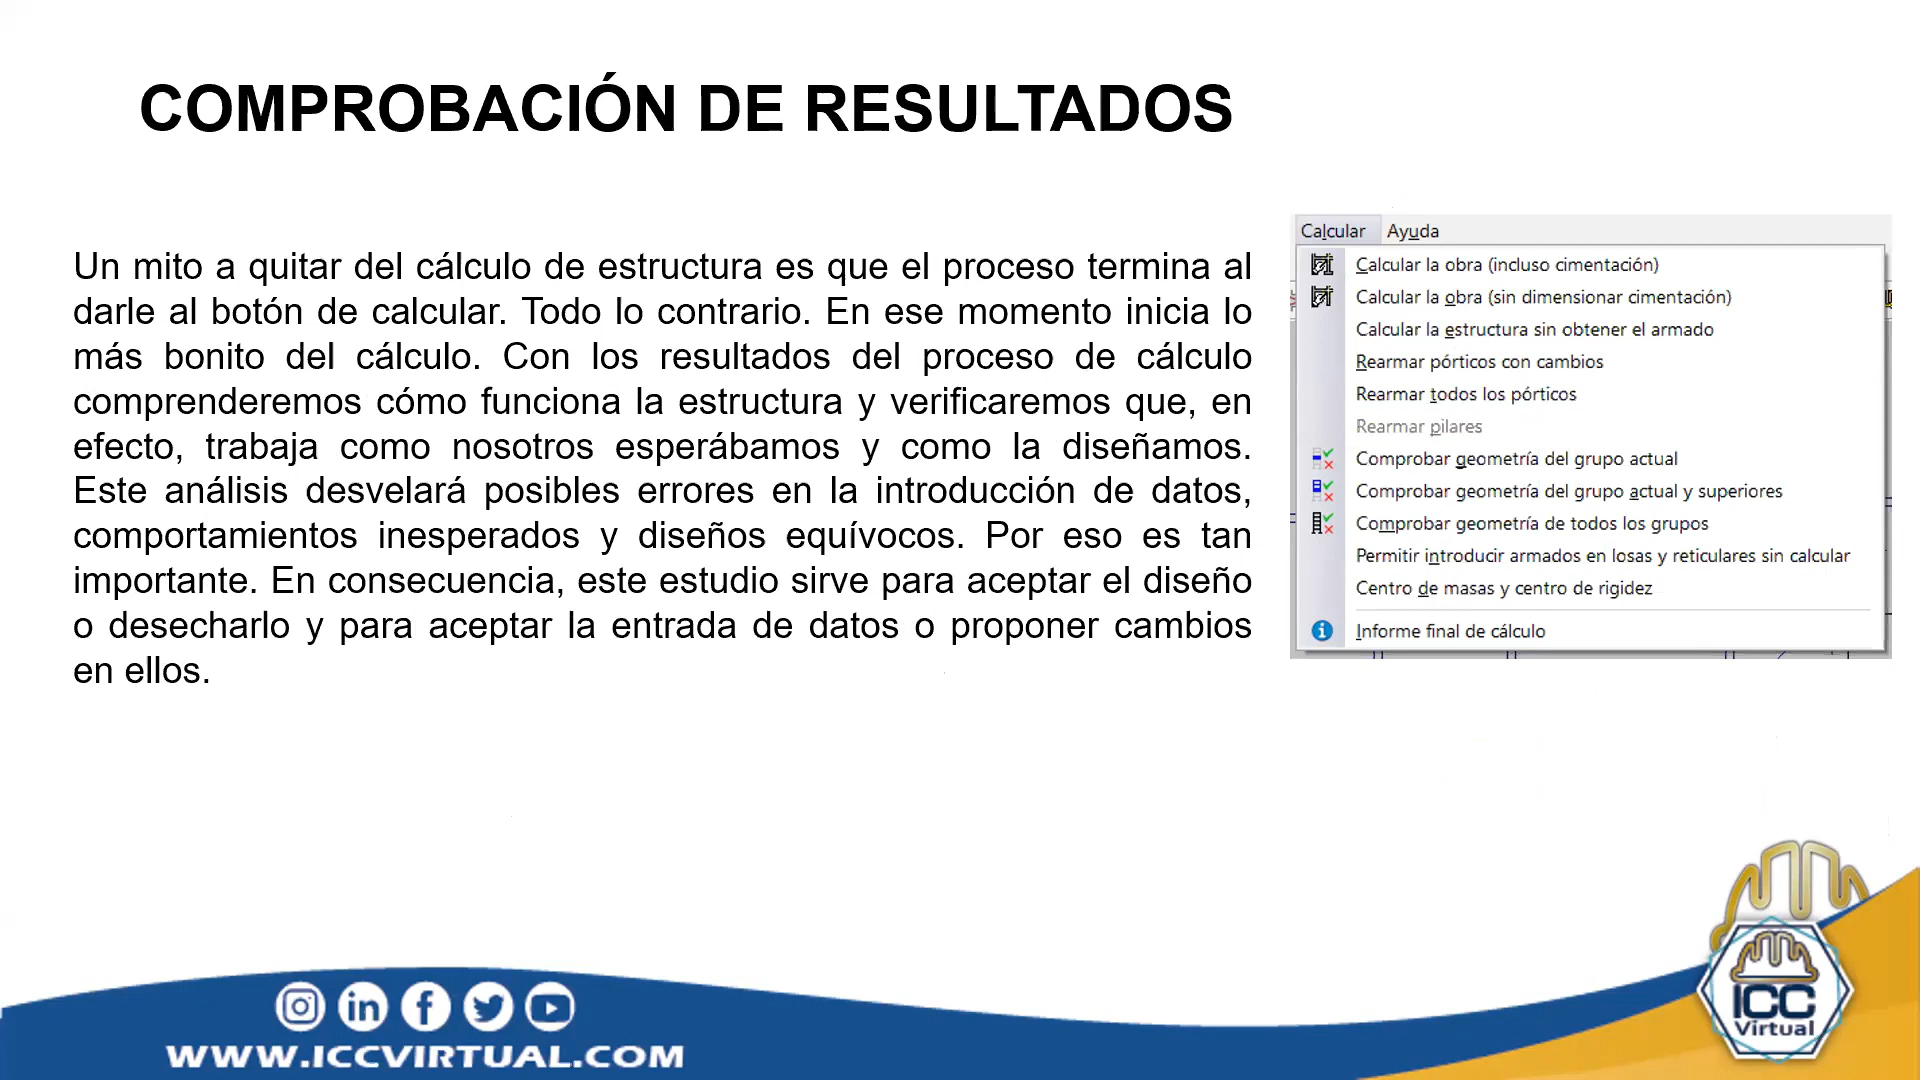 COMPROBACIÓN DE RESULTADOS
Un mito a quitar del cálculo de estructura es que el proceso termina al
darle al botón de calcular. Todo lo contrario. En ese momento inicia lo
más bonito del cálculo. Con los resultados del proceso de cálculo
comprenderemos cómo funciona la estructura y verificaremos que, en
efecto, trabaja como nosotros esperábamos y como la diseñamos.
Este análisis desvelará posibles errores en la introducción de datos,
comportamientos inesperados y diseños equívocos. Por eso es tan
importante. En consecuencia, este estudio sirve para aceptar el diseño
o desecharlo y para aceptar la entrada de datos o proponer cambios
en ellos.
Calcular Ayuda
Calcular la obra (incluso cimentación)
Calcular la obra (sin dimensionar cimentación)
Calcular la estructura sin obtener el armado
Rearmar pórticos con cambios
Rearmar todos los pórticos
Rearmar pilares
Comprobar geometría del grupo actual
Comprobar geometría del grupo actual y superiores
Comprobar geometría de todos los grupos
Permitir introducir armados en losas y reticulares sin calcular
Centro de masas y centro de rigidez
Informe final de cálculo
WWW.ICCVIRTUAL.COM
ICC
Virtual